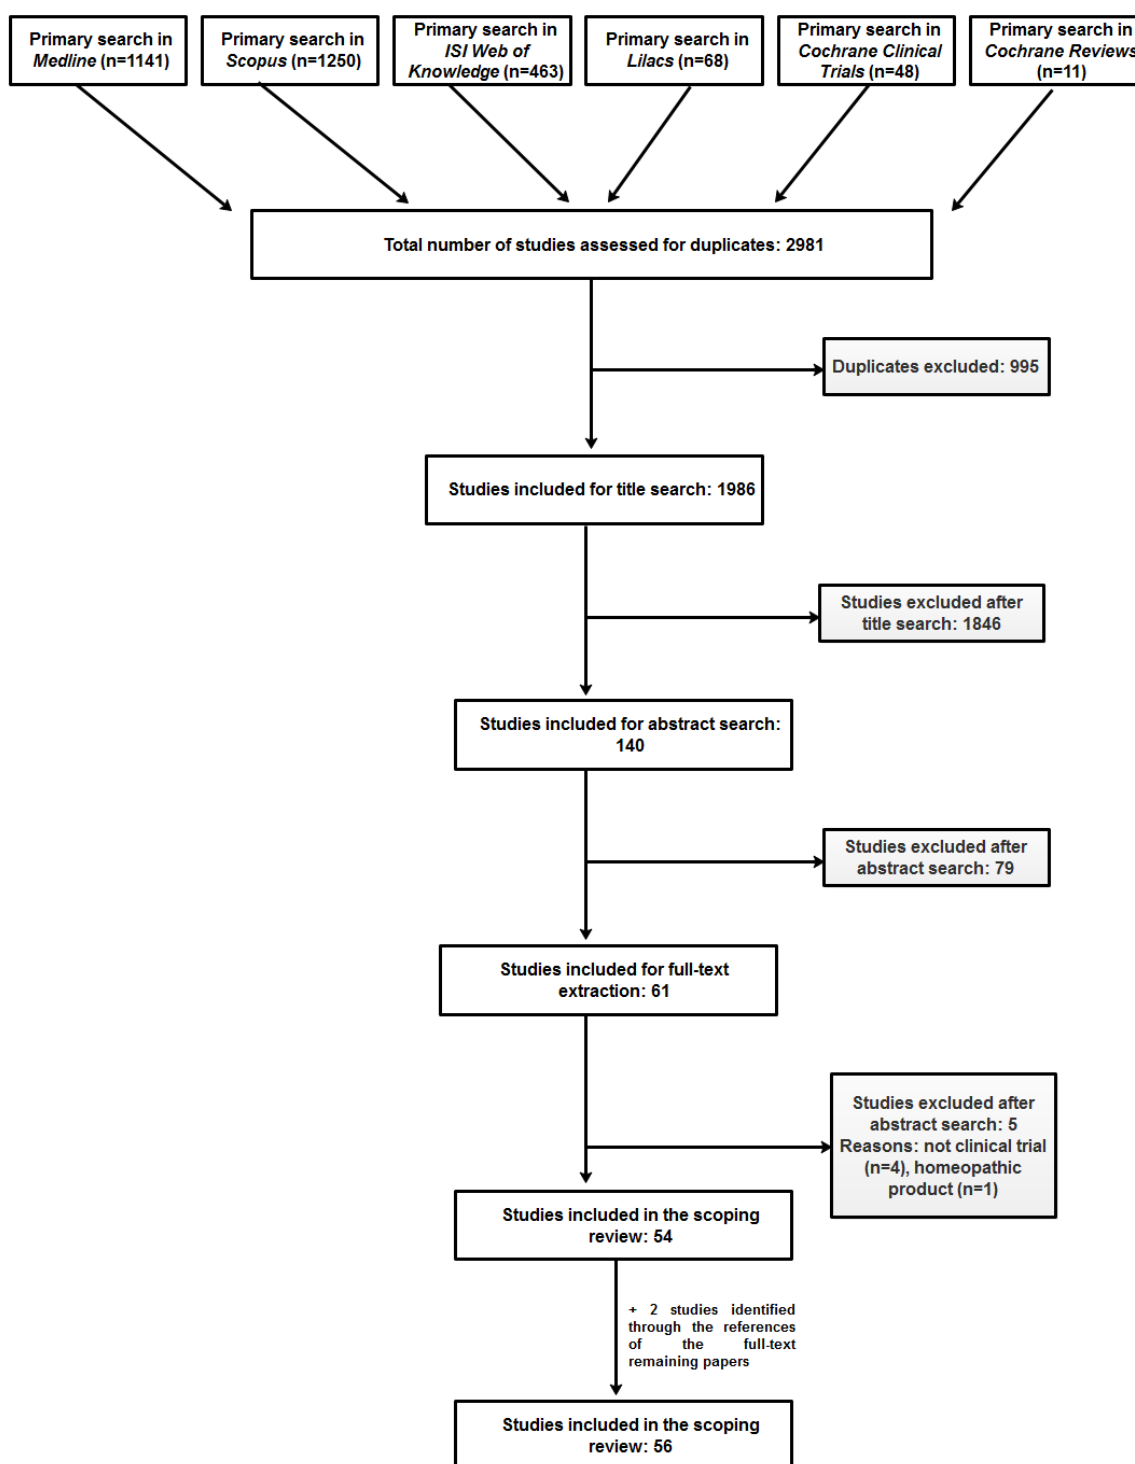 Primary search in
Medline (n=1141)
Primary search in
Scopus (n=1250)
Primary search in
ISI Web of
Knowledge (n=463)
Primary search in
Lilacs (n=68)
Primary search in
Cochrane Clinical
Trials (n=48)
Primary search in
Cochrane Reviews
(n=11)
Total number of studies assessed for duplicates: 2981
Duplicates excluded: 995
Studies included for title search: 1986
Studies excluded after
title search: 1846
Studies included for abstract search:
140
Studies excluded after
abstract search: 79
Studies included for full-text
extraction: 61
Studies excluded after
abstract search: 5
Reasons: not clinical trial
(n=4), homeopathic
product (n=1)
Studies included in the scoping
review: 54
+ 2 studies identified
through the references
of the full-text
remaining papers
Studies included in the scoping
review: 56